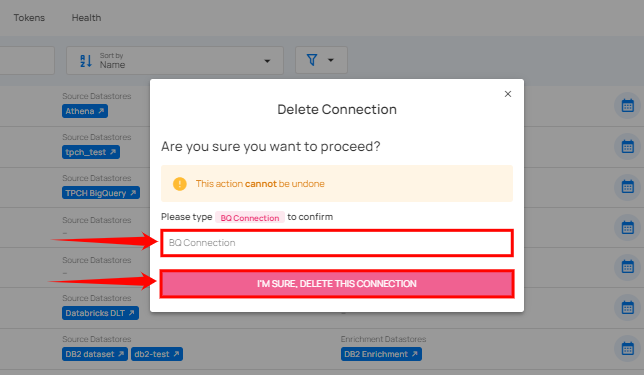 Tokens Health
Sort by
Name
Delete Connection
Are you sure you want to proceed?
This action cannot be undone
Please type BQ Connection to confirm
BQ Connection
I'M SURE, DELETE THIS CONNECTION
Source Datastores
Athena
Source Datastores
tpch_test
Source Datastores
TPCH BigQuery
Source Datastores
–
Source Datastores
–
Source Datastores
Databricks DLT
–
Source Datastores Enrichment Datastores
DB2 dataset db2-test DB2 Enrichment